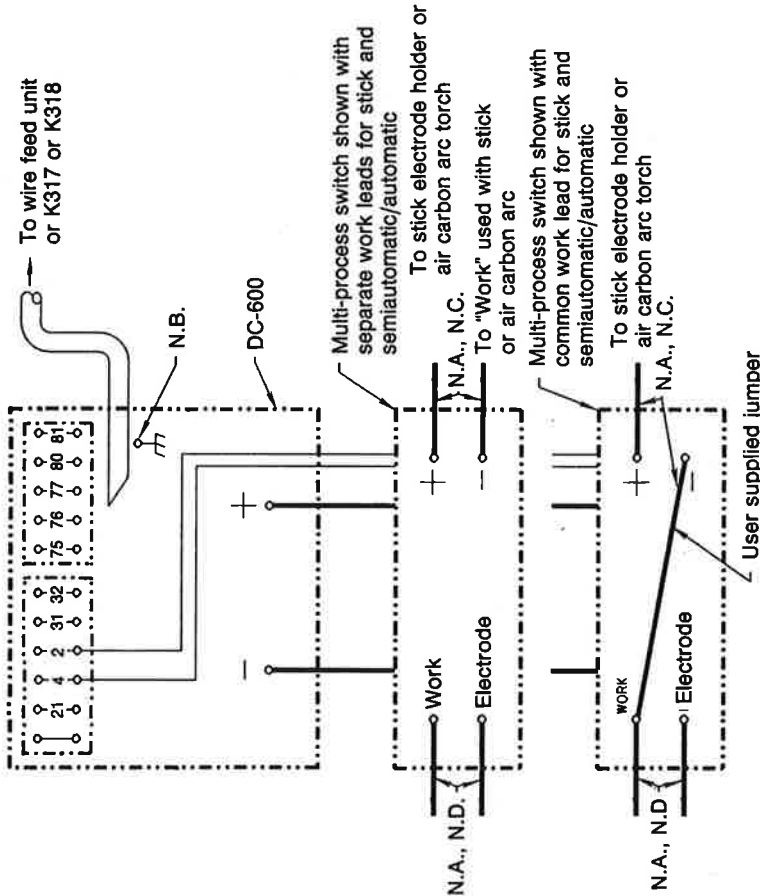 To wire feed unit
or K317 or K318
N.B.
DC-600
21
4
2
31
32
75
76
77
80
81
-
+
Multi-process switch shown with
separate work leads for stick and
semiautomatic/automatic
To stick electrode holder or
air carbon arc torch
N.A., N.C.
To "Work" used with stick
or air carbon arc
N.A., N.D.
Work
Electrode
+
-
Multi-process switch shown with
common work lead for stick and
semiautomatic/automatic
To stick electrode holder or
air carbon arc torch
N.A., N.C.
N.A., N.D
WORK
Electrode
+
-
User supplied jumper